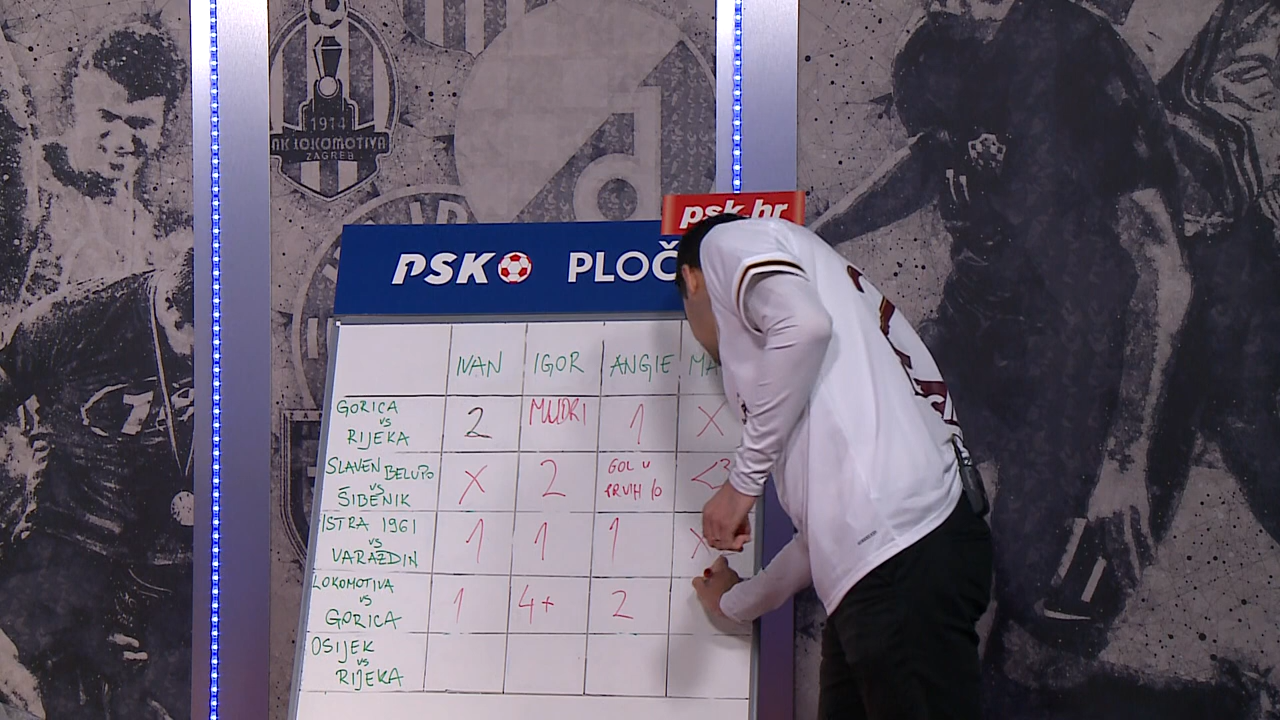 1914
NK LOKOMOTIVA
ZAGREB
psk.hr
PSK PLOČ
IVAN IGOR ANGIE MA
GORICA
vs
RIJEKA
2 MUDRI 1 X
SLAVEN BELUPO
vs
ŠIBENIK
X 2 GOL U
PRVIH 10
<3
ISTRA 1961
vs
VARAŽDIN
1 1 1 X
LOKOMOTIVA
vs
GORICA
1 4+ 2
OSIJEK
vs
RIJEKA